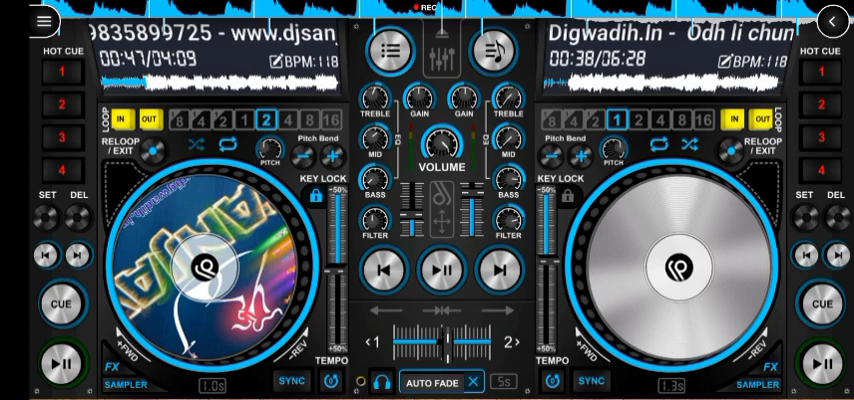 REC
9835899725 - www.djsan
00:47/04:09
BPM:118
Digwadih.In - Odh li chun
00:38/06:28
BPM:118
HOT CUE
1
2
3
4
SET DEL
CUE
LOOP
IN OUT
/8 /4 /2 1 2 4 8 16
RELOOP
/ EXIT
Pitch Bend
PITCH
KEY LOCK
+50%
+50%
TEMPO
+FWD
-REV
FX
SAMPLER
1.0s
SYNC
TREBLE
GAIN
GAIN
TREBLE
EQ
EQ
MID
VOLUME
MID
BASS
BASS
FILTER
FILTER
<1
2>
AUTO FADE
5s
/8 /4 /2 1 2 4 8 16
IN OUT
LOOP
Pitch Bend
RELOOP
/ EXIT
PITCH
KEY LOCK
+50%
+50%
TEMPO
+FWD
-REV
SYNC
1.3s
FX
SAMPLER
HOT CUE
1
2
3
4
SET DEL
CUE